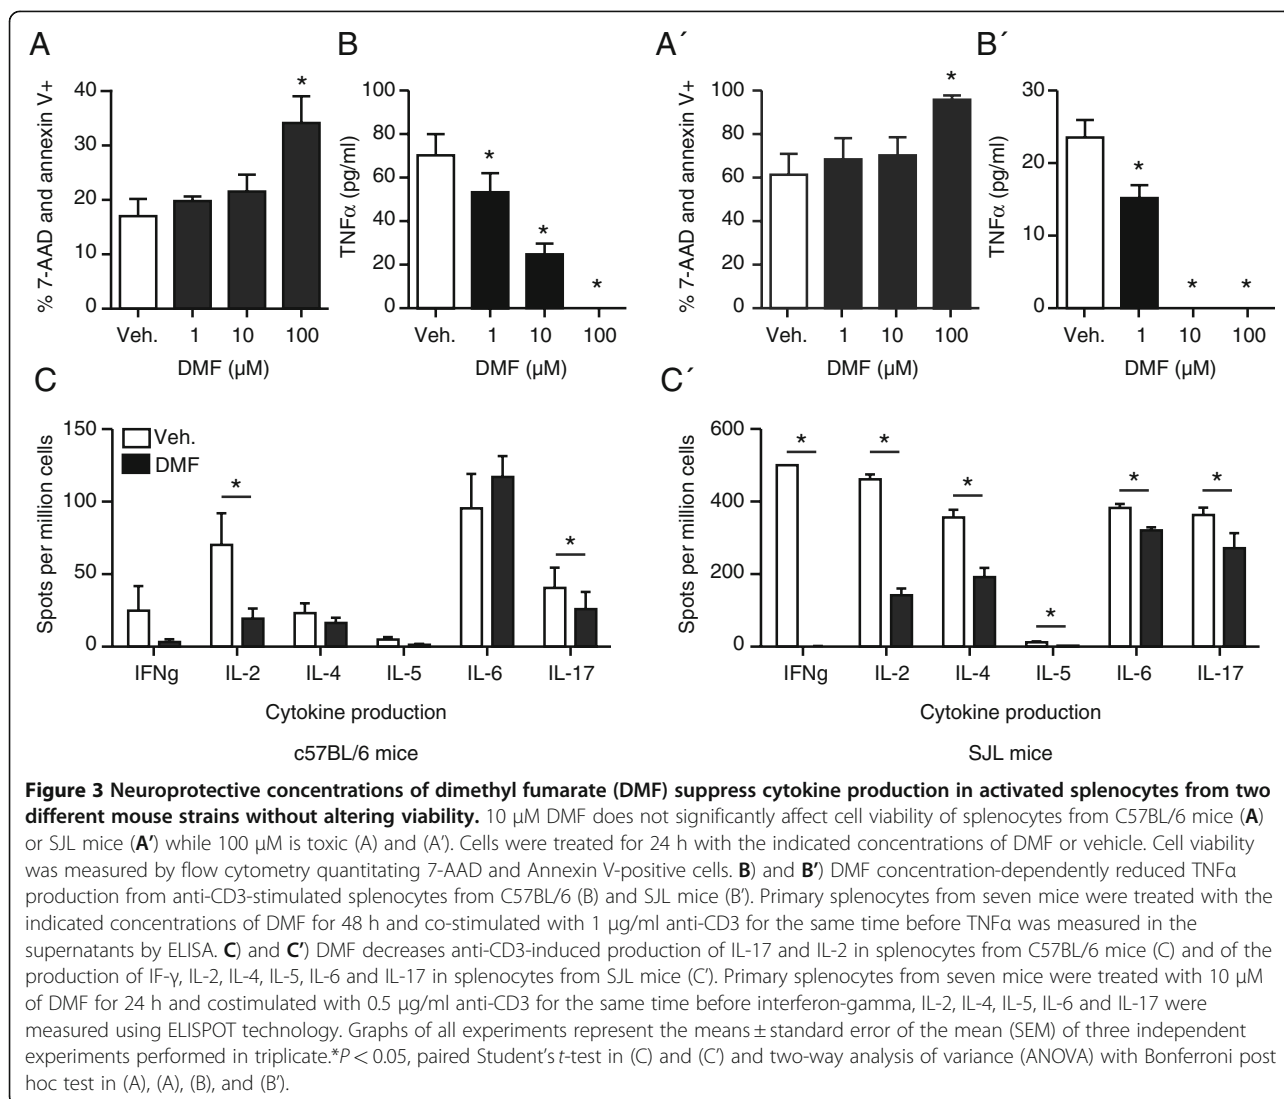 A
% 7-AAD and annexin V+
40
30
20
10
0
*
Veh. 1 10 100
DMF (µM)
B
TNFα (pg/ml)
100
80
60
40
20
0
*
*
*
Veh. 1 10 100
DMF (µM)
A´
% 7-AAD and annexin V+
100
80
60
40
20
0
*
Veh. 1 10 100
DMF (µM)
B´
TNFα (pg/ml)
30
20
10
0
*
* *
Veh. 1 10 100
DMF (µM)
C
Spots per million cells
150
100
50
0
Veh.
DMF
*
*
IFNg IL-2 IL-4 IL-5 IL-6 IL-17
Cytokine production
c57BL/6 mice
C´
Spots per million cells
600
400
200
0
* * * * * *
IFNg IL-2 IL-4 IL-5 IL-6 IL-17
Cytokine production
SJL mice
Figure 3 Neuroprotective concentrations of dimethyl fumarate (DMF) suppress cytokine production in activated splenocytes from two
different mouse strains without altering viability. 10 µM DMF does not significantly affect cell viability of splenocytes from C57BL/6 mice (A)
or SJL mice (A’) while 100 µM is toxic (A) and (A’). Cells were treated for 24 h with the indicated concentrations of DMF or vehicle. Cell viability
was measured by flow cytometry quantitating 7-AAD and Annexin V-positive cells. B) and B’) DMF concentration-dependently reduced TNFα
production from anti-CD3-stimulated splenocytes from C57BL/6 (B) and SJL mice (B’). Primary splenocytes from seven mice were treated with the
indicated concentrations of DMF for 48 h and co-stimulated with 1 µg/ml anti-CD3 for the same time before TNFα was measured in the
supernatants by ELISA. C) and C’) DMF decreases anti-CD3-induced production of IL-17 and IL-2 in splenocytes from C57BL/6 mice (C) and of the
production of IF-γ, IL-2, IL-4, IL-5, IL-6 and IL-17 in splenocytes from SJL mice (C’). Primary splenocytes from seven mice were treated with 10 µM
of DMF for 24 h and costimulated with 0.5 µg/ml anti-CD3 for the same time before interferon-gamma, IL-2, IL-4, IL-5, IL-6 and IL-17 were
measured using ELISPOT technology. Graphs of all experiments represent the means ± standard error of the mean (SEM) of three independent
experiments performed in triplicate.*P < 0.05, paired Student’s t-test in (C) and (C’) and two-way analysis of variance (ANOVA) with Bonferroni post
hoc test in (A), (A), (B), and (B’).